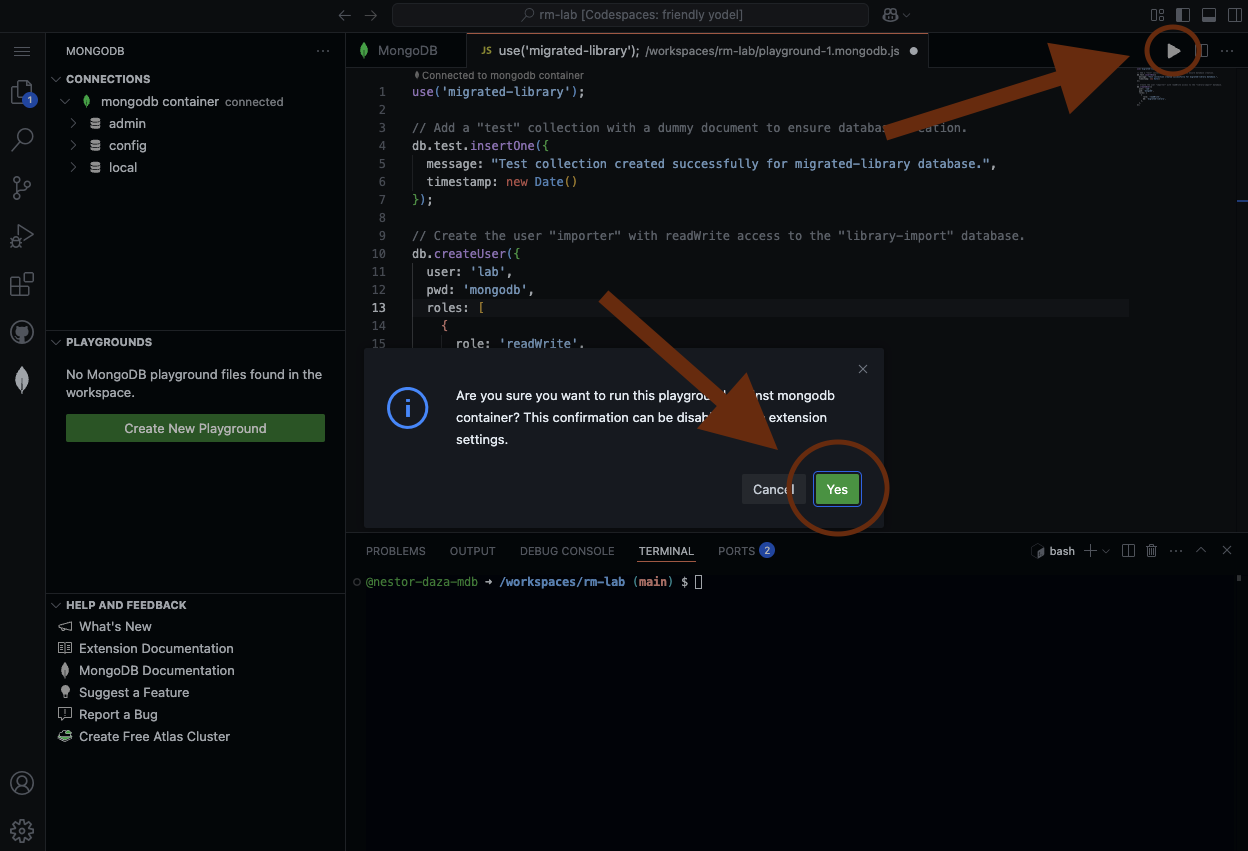 rm-lab [Codespaces: friendly yodel]
MONGODB
CONNECTIONS
mongodb container connected
admin
config
local
PLAYGROUNDS
No MongoDB playground files found in the
workspace.
Create New Playground
HELP AND FEEDBACK
What's New
Extension Documentation
MongoDB Documentation
Suggest a Feature
Report a Bug
Create Free Atlas Cluster
1
MongoDB
JS use('migrated-library'); /workspaces/rm-lab/playground-1.mongodb.js
Connected to mongodb container
1 use('migrated-library');
2
3 // Add a "test" collection with a dummy document to ensure database creation.
4 db.test.insertOne({
5 message: "Test collection created successfully for migrated-library database.",
6 timestamp: new Date()
7 });
8
9 // Create the user "importer" with readWrite access to the "library-import" database.
10 db.createUser({
11 user: 'lab',
12 pwd: 'mongodb',
13 roles: [
14 {
15 role: 'readWrite',
Are you sure you want to run this playground against mongodb
container? This confirmation can be disabled extension
settings.
Cancel
Yes
PROBLEMS OUTPUT DEBUG CONSOLE TERMINAL PORTS 2
bash
@nestor-daza-mdb ➜ /workspaces/rm-lab (main) $